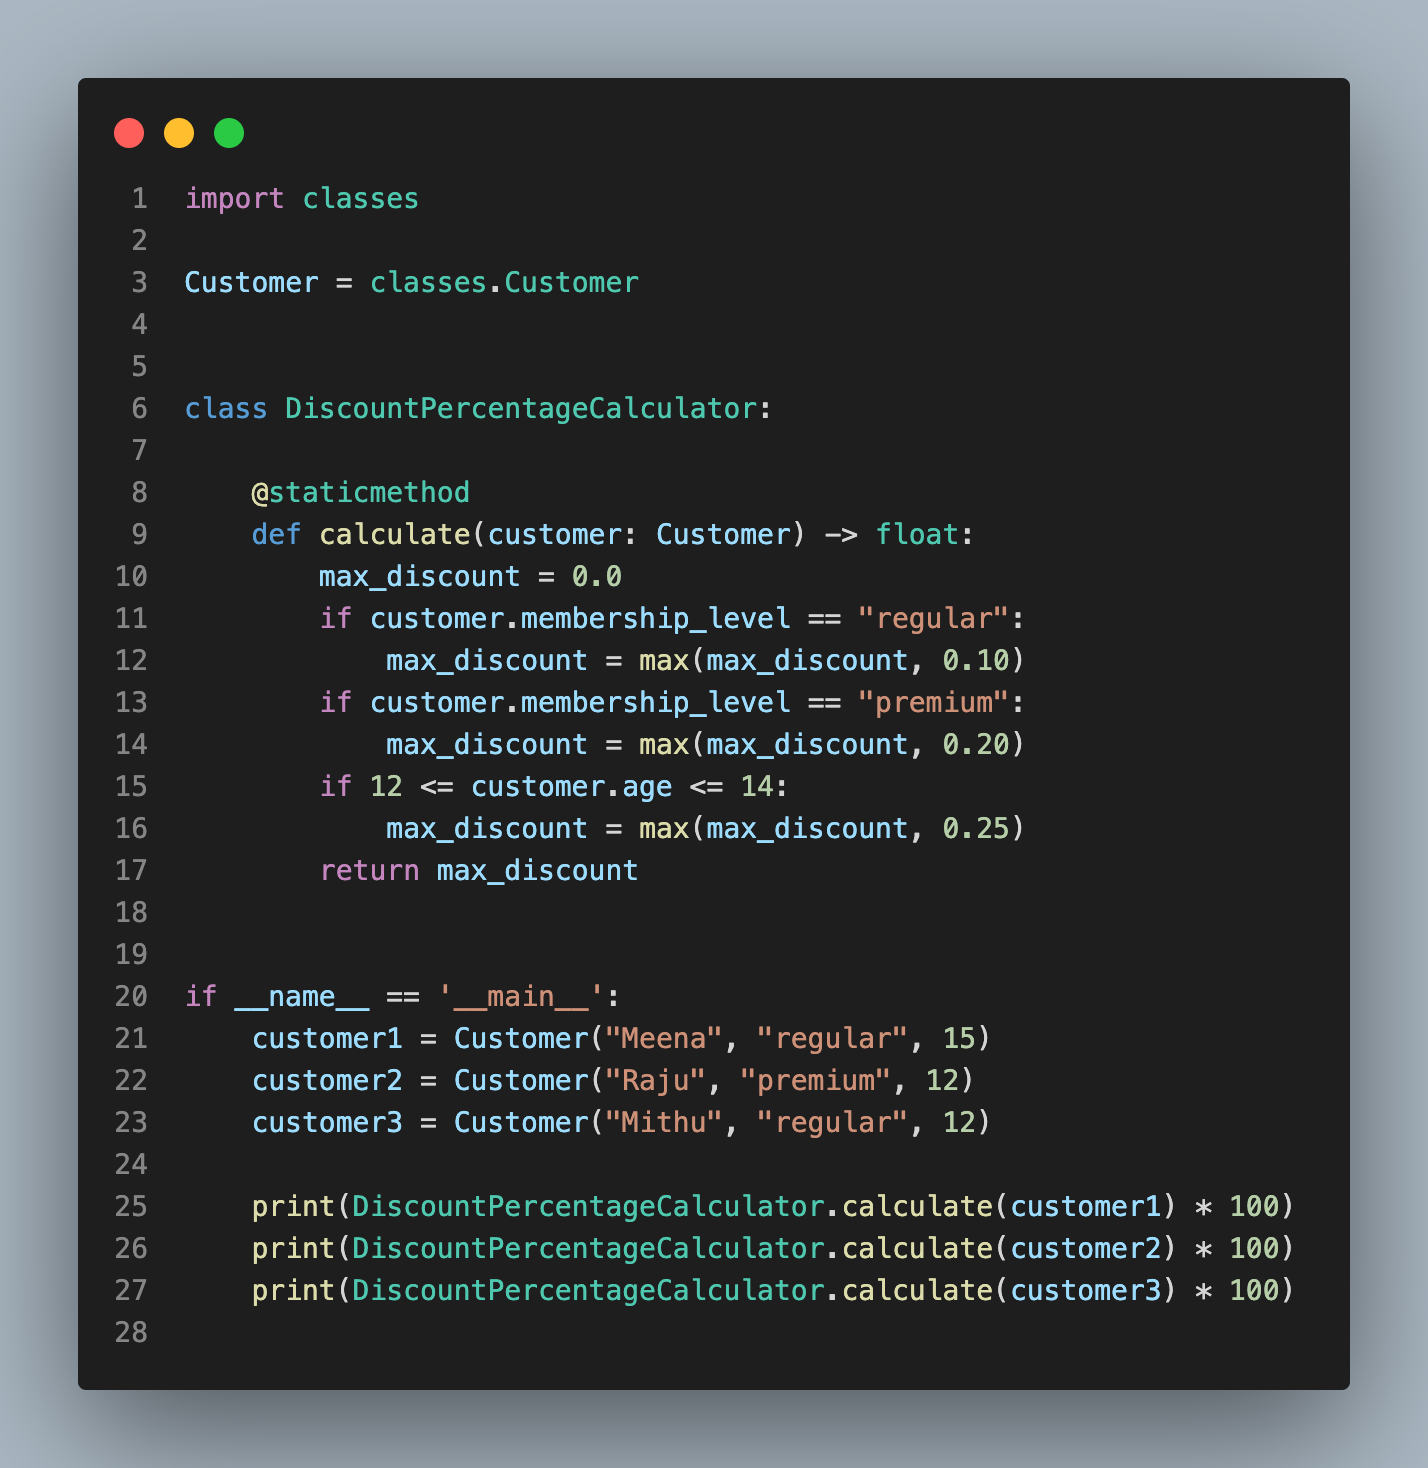 1 import classes
2
3 Customer = classes.Customer
4
5
6 class DiscountPercentageCalculator:
7
8     @staticmethod
9     def calculate(customer: Customer) -> float:
10         max_discount = 0.0
11         if customer.membership_level == "regular":
12             max_discount = max(max_discount, 0.10)
13         if customer.membership_level == "premium":
14             max_discount = max(max_discount, 0.20)
15         if 12 <= customer.age <= 14:
16             max_discount = max(max_discount, 0.25)
17         return max_discount
18
19
20 if __name__ == '__main__':
21     customer1 = Customer("Meena", "regular", 15)
22     customer2 = Customer("Raju", "premium", 12)
23     customer3 = Customer("Mithu", "regular", 12)
24
25     print(DiscountPercentageCalculator.calculate(customer1) * 100)
26     print(DiscountPercentageCalculator.calculate(customer2) * 100)
27     print(DiscountPercentageCalculator.calculate(customer3) * 100)
28